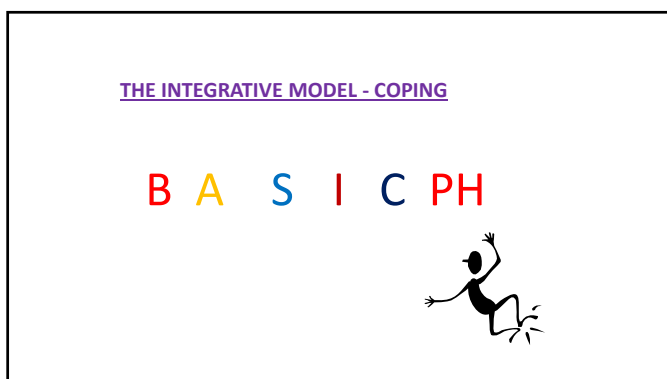 THE INTEGRATIVE MODEL - COPING
B A S I C PH